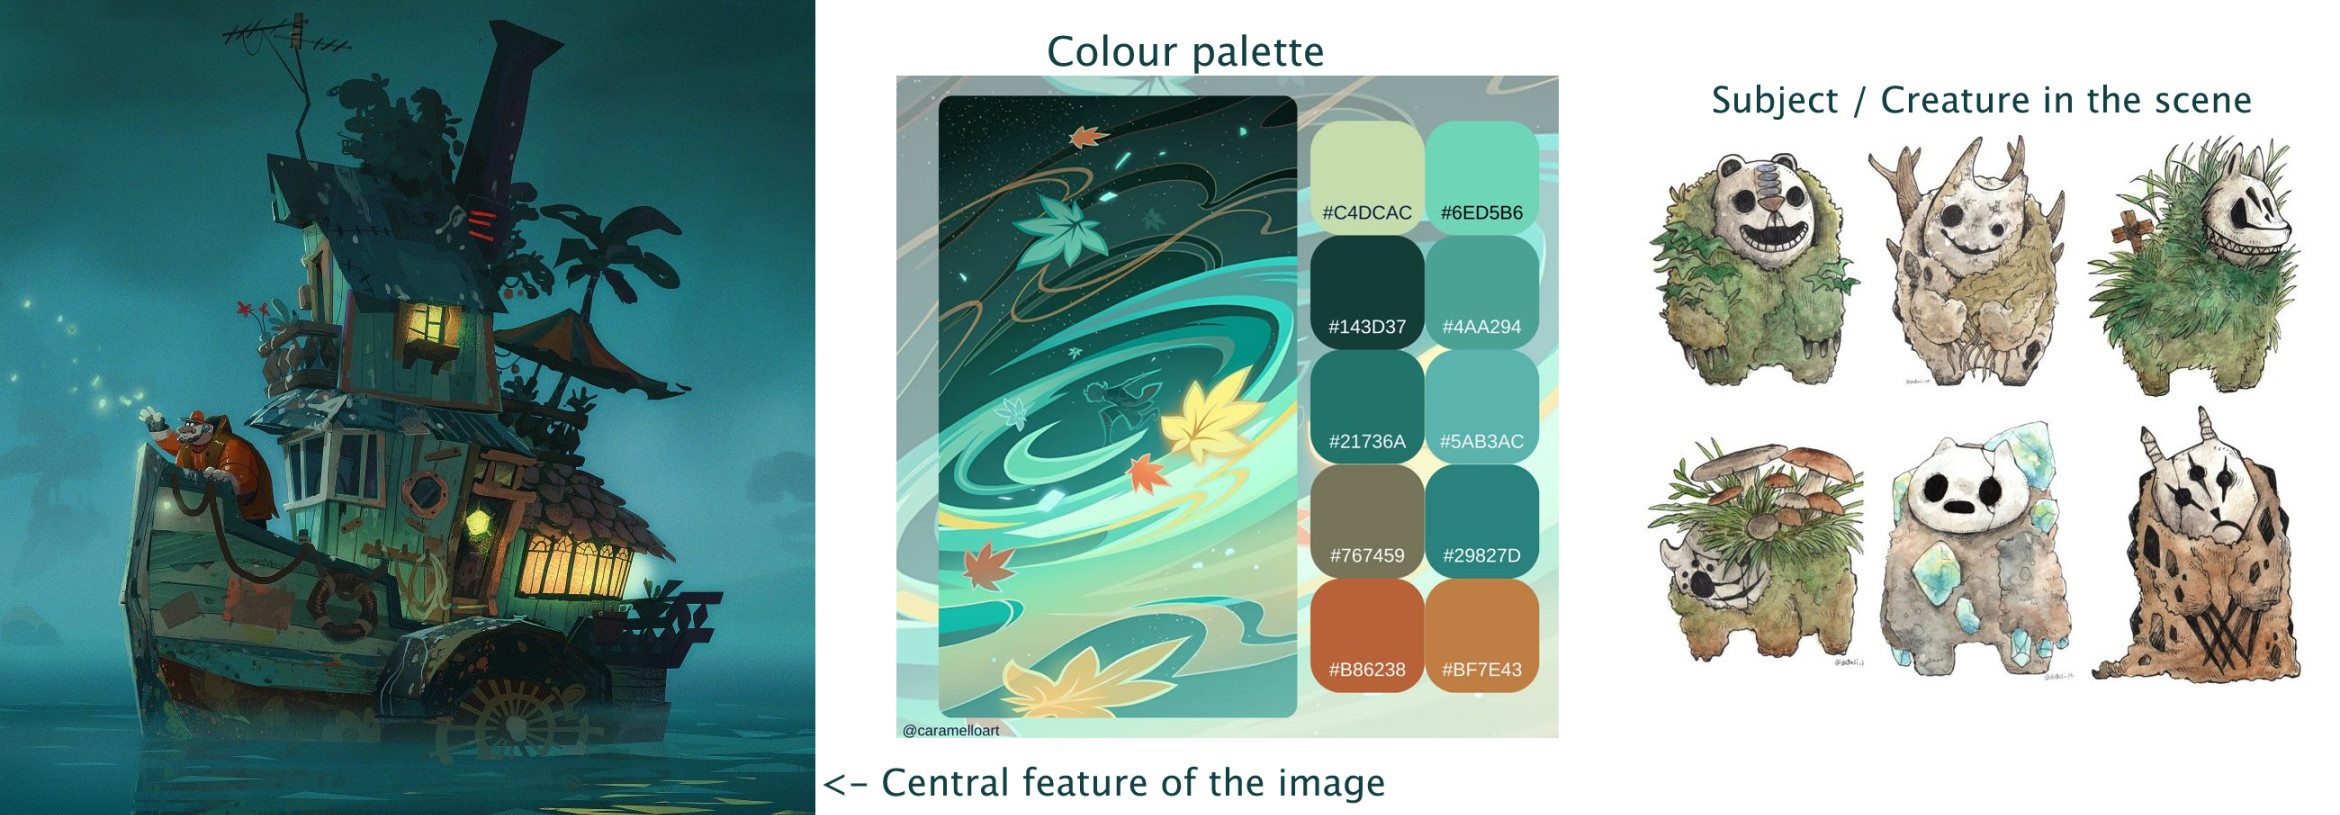 Colour palette
#C4DCAC #6ED5B6
#143D37 #4AA294
#21736A #5AB3AC
#767459 #29827D
#B86238 #BF7E43
@caramelloart
<- Central feature of the image
Subject / Creature in the scene